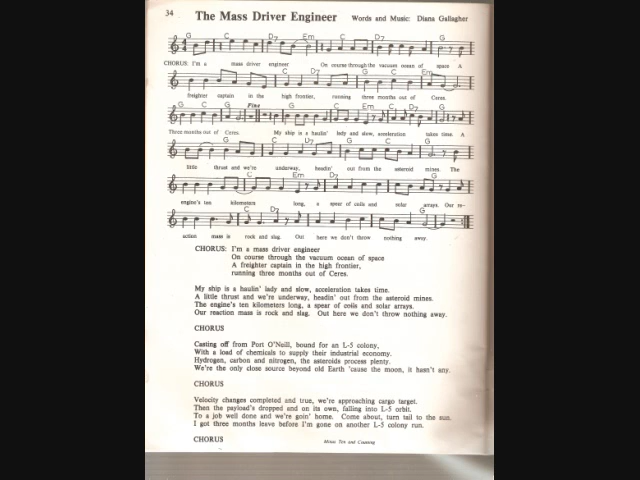 34 The Mass Driver Engineer Words and Music: Diana Gallagher
G C D7 Em C D7 G
CHORUS: I'm a mass driver engineer On course through the vacuum ocean of space A
C D7 G C Em
freighter captain in the high frontier, running three months out of Ceres.
G C G Fine G C Em C D7 G
Three months out of Ceres. My ship is a haulin' lady and slow, acceleration takes time. A
G C D7 G C G
little thrust and we're underway, headin' out from the asteroid mines. The
C Em D7 G
engine's ten kilometers long, a spear of coils and solar arrays. Our re-
C D7 G
action mass is rock and slag. Out here we don't throw nothing away.
CHORUS: I'm a mass driver engineer
On course through the vacuum ocean of space
A freighter captain in the high frontier,
running three months out of Ceres.
My ship is a haulin' lady and slow, acceleration takes time.
A little thrust and we're underway, headin' out from the asteroid mines.
The engine's ten kilometers long, a spear of coils and solar arrays.
Our reaction mass is rock and slag. Out here we don't throw nothing away.
CHORUS
Casting off from Port O'Neill, bound for an L-5 colony,
With a load of chemicals to supply their industrial economy.
Hydrogen, carbon and nitrogen, the asteroids process plenty.
We're the only close source beyond old Earth 'cause the moon, it hasn't any.
CHORUS
Velocity changes completed and true, we're approaching cargo target.
Then the payload's dropped and on its own, falling into L-5 orbit.
To a job well done and we're goin' home. Come about, turn tail to the sun.
I got three months leave before I'm gone on another L-5 colony run.
CHORUS